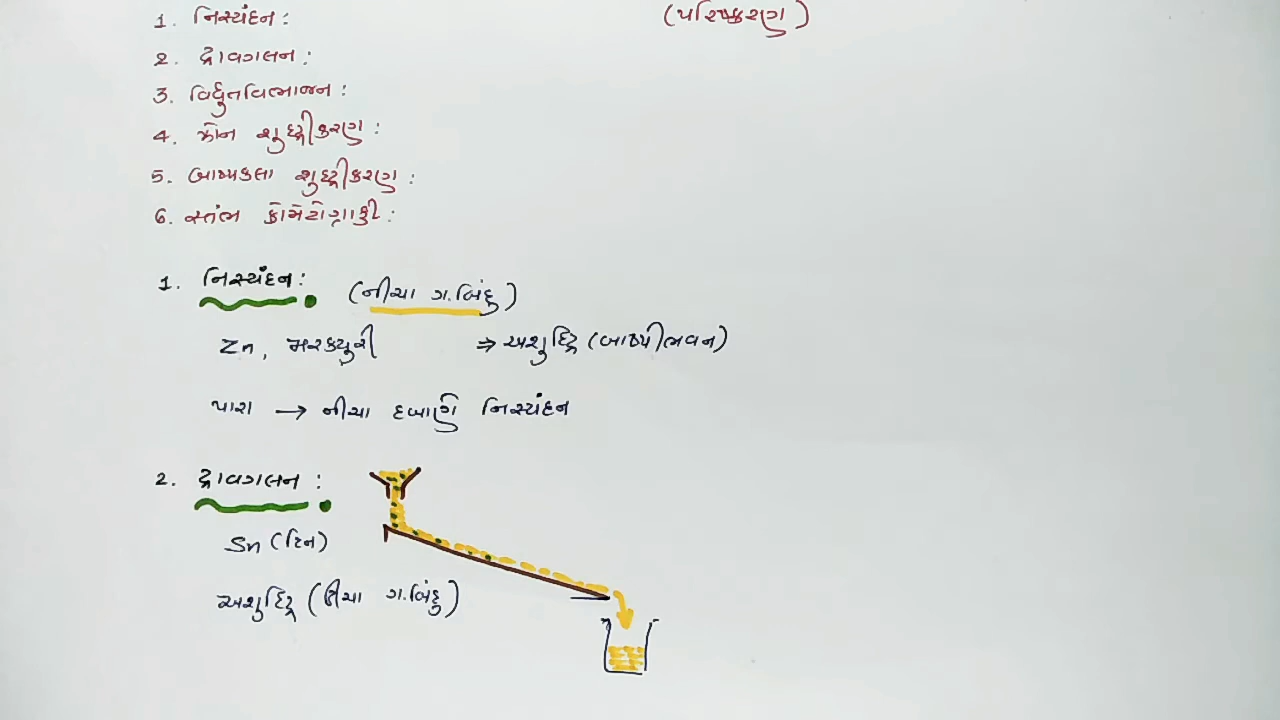 1. નિસ્યંદન :
(પરિષ્કરણ)
2. દ્રાવગલન :
3. વિદ્યુતવિભાજન :
4. ઝોન શુદ્ધીકરણ :
5. બાષ્પકલા શુદ્ધીકરણ :
6. સ્તંભ ક્રોમેટોગ્રાફી :
1. નિસ્યંદન : (નીચા ગ.બિંદુ)
Zn, મરક્યુરી ⇒ અશુદ્ધિ (બાષ્પીભવન)
પારા → નીચા દબાણે નિસ્યંદન
2. દ્રાવગલન :
Sn (ટિન)
અશુદ્ધિ (ઊંચા ગ.બિંદુ)